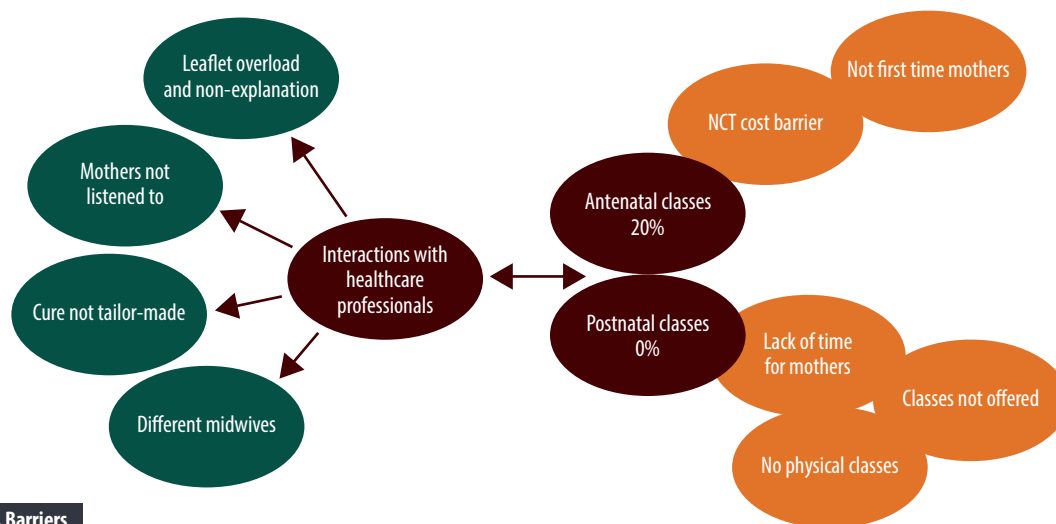 Leaflet overload
and non-explanation
Mothers not
listened to
Cure not tailor-made
Different midwives
Interactions with
healthcare
professionals
Antenatal classes
20%
Postnatal classes
0%
NCT cost barrier
Not first time mothers
Lack of time
for mothers
Classes not offered
No physical classes
Barriers